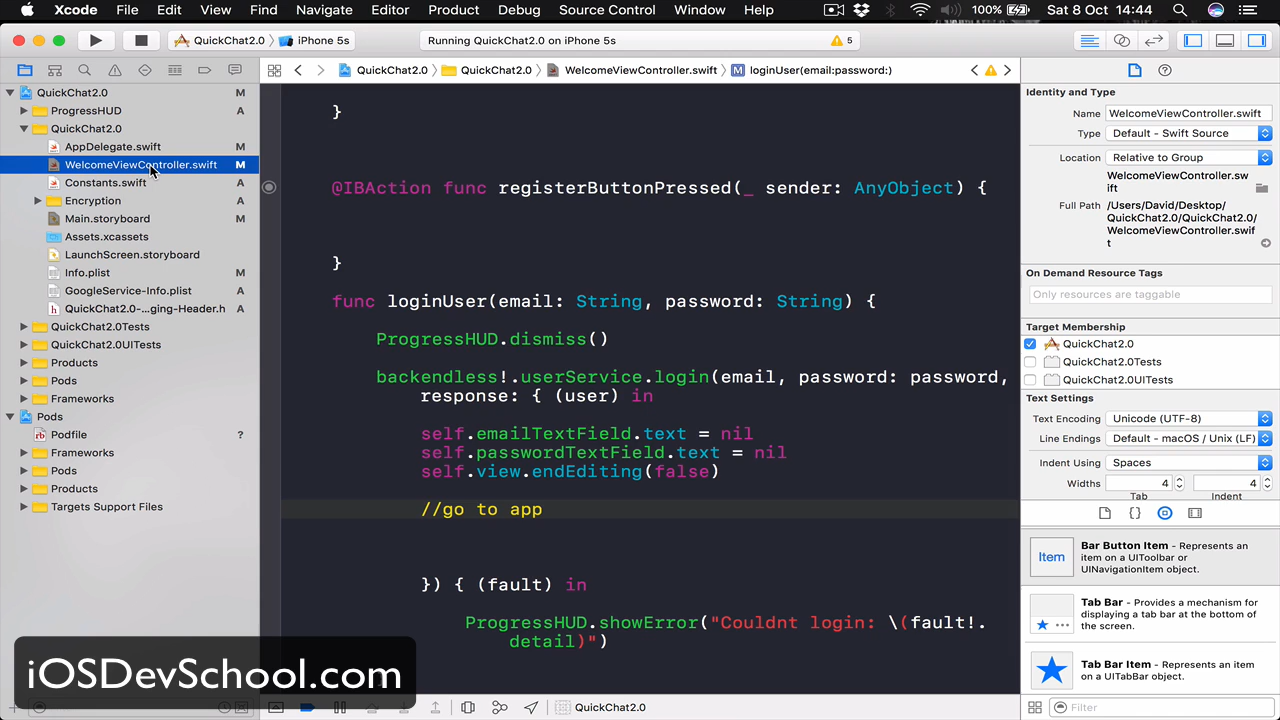 Xcode File Edit View Find Navigate Editor Product Debug Source Control Window Help 100% Sat 8 Oct 14:44
QuickChat2.0 iPhone 5s Running QuickChat2.0 on iPhone 5s 5
QuickChat2.0 QuickChat2.0 WelcomeViewController.swift M loginUser(email:password:)
QuickChat2.0 M
ProgressHUD A
QuickChat2.0
AppDelegate.swift M
WelcomeViewController.swift M
Constants.swift A
Encryption A
Main.storyboard M
Assets.xcassets
LaunchScreen.storyboard
Info.plist M
GoogleService-Info.plist A
QuickChat2.0-...ging-Header.h A
QuickChat2.0Tests
QuickChat2.0UITests
Products
Pods
Frameworks
Pods
Podfile ?
Frameworks
Pods
Products
Targets Support Files
}
@IBAction func registerButtonPressed(_ sender: AnyObject) {
}
func loginUser(email: String, password: String) {
ProgressHUD.dismiss()
backendless!.userService.login(email, password: password,
response: { (user) in
self.emailTextField.text = nil
self.passwordTextField.text = nil
self.view.endEditing(false)
//go to app
}) { (fault) in
ProgressHUD.showError("Couldnt login: \(fault!.
detail)")
Identity and Type
Name WelcomeViewController.swift
Type Default - Swift Source
Location Relative to Group
WelcomeViewController.sw
ift
Full Path /Users/David/Desktop/
QuickChat2.0/QuickChat2.0/
WelcomeViewController.swif
t
On Demand Resource Tags
Only resources are taggable
Target Membership
QuickChat2.0
QuickChat2.0Tests
QuickChat2.0UITests
Text Settings
Text Encoding Unicode (UTF-8)
Line Endings Default - macOS / Unix (LF)
Indent Using Spaces
Widths 4 4
Tab Indent
Item
Bar Button Item - Represents an
item on a UIToolbar or
UINavigationItem object.
Tab Bar - Provides a mechanism for
displaying a tab bar at the bottom of
the screen.
Tab Bar Item - Represents an item
on a UITabBar object.
iOSDevSchool.com
QuickChat2.0
Filter